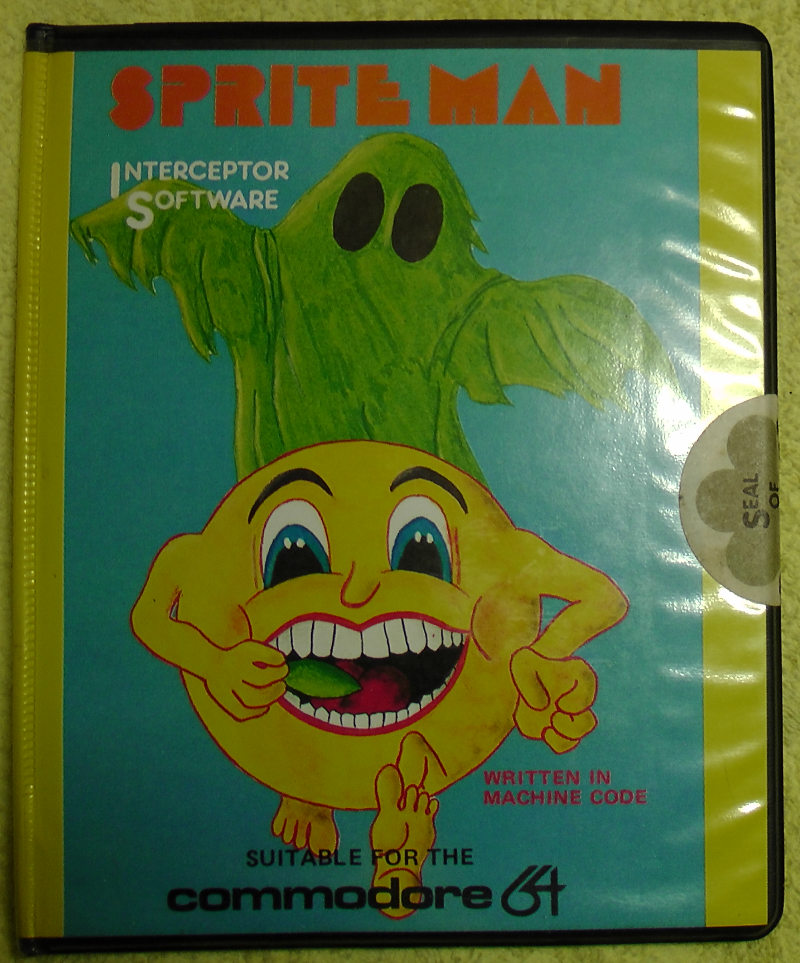 SPRITE MAN
INTERCEPTOR
SOFTWARE
SEAL
OF
WRITTEN IN
MACHINE CODE
SUITABLE FOR THE
commodore 64